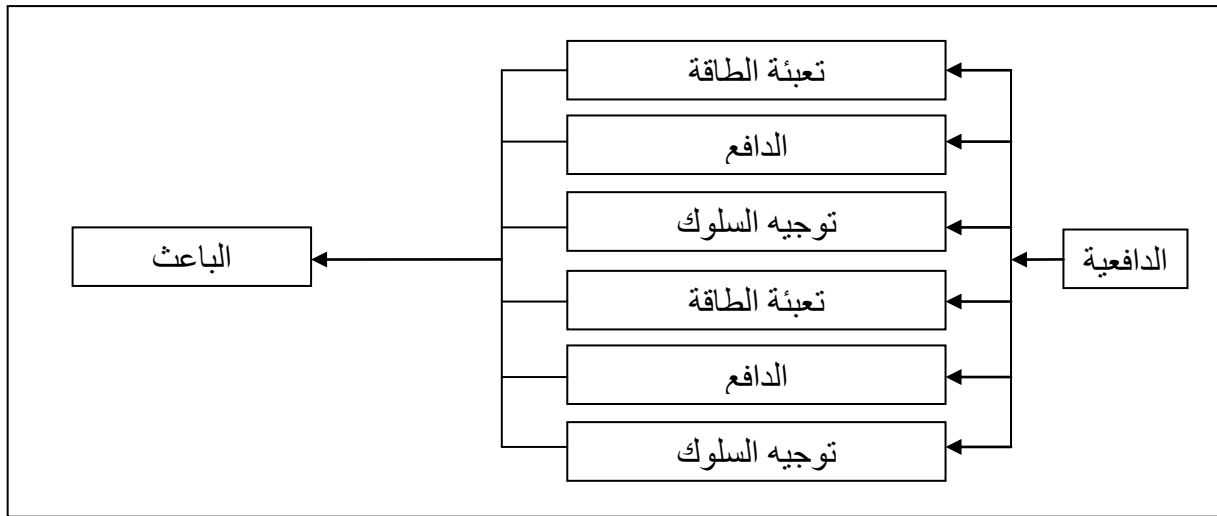 الدافعية
تعبئة الطاقة
الدافع
توجيه السلوك
تعبئة الطاقة
الدافع
توجيه السلوك
الباعث